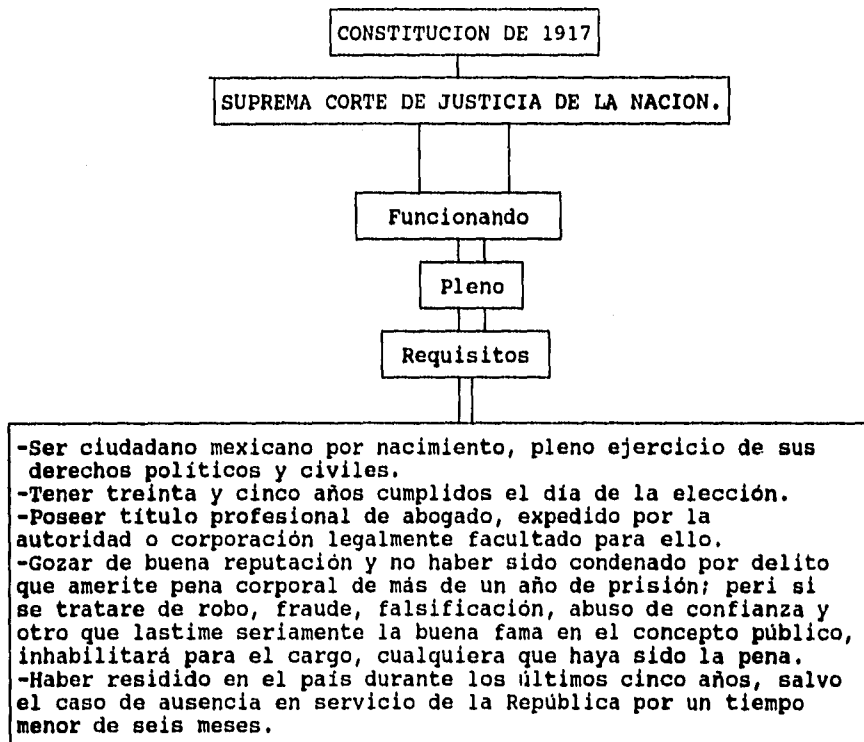 CONSTITUCION DE 1917
SUPREMA CORTE DE JUSTICIA DE LA NACION.
Funcionando
Pleno
Requisitos
-Ser ciudadano mexicano por nacimiento, pleno ejercicio de sus
derechos políticos y civiles.
-Tener treinta y cinco años cumplidos el día de la elección.
-Poseer título profesional de abogado, expedido por la
autoridad o corporación legalmente facultado para ello.
-Gozar de buena reputación y no haber sido condenado por delito
que amerite pena corporal de más de un año de prisión; peri si
se tratare de robo, fraude, falsificación, abuso de confianza y
otro que lastime seriamente la buena fama en el concepto público,
inhabilitará para el cargo, cualquiera que haya sido la pena.
-Haber residido en el país durante los últimos cinco años, salvo
el caso de ausencia en servicio de la República por un tiempo
menor de seis meses.